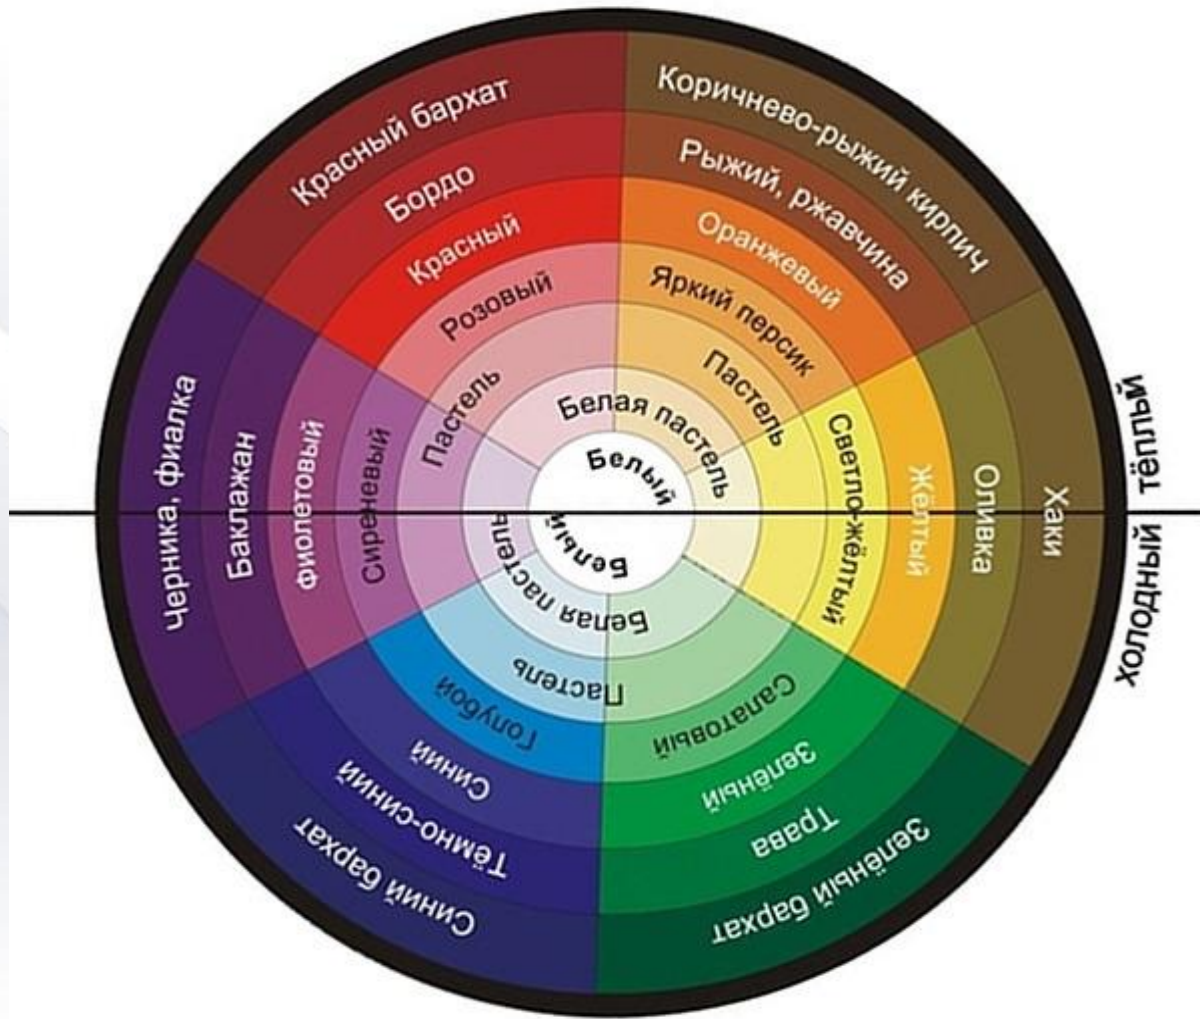 Красный бархат
Бордо
Красный
Розовый
Пастель
Коричнево-рыжий кирпич
Рыжий, ржавчина
Оранжевый
Яркий персик
Пастель
Белая пастель
Белый
Светло-жёлтый
Жёлтый
Оливка
Хаки
тёплый
холодный
Черника, фиалка
Баклажан
фиолетовый
Сиреневый
Белый
Белая пастель
Пастель
Голубой
Синий
Тёмно-синий
Синий бархат
Салатовый
Зелёный
Трава
Зелёный бархат